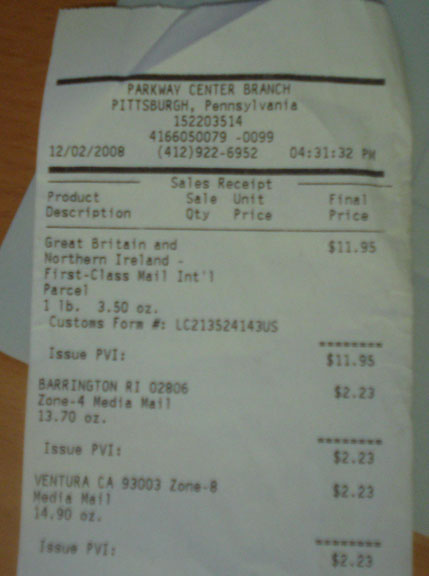 PARKWAY CENTER BRANCH
PITTSBURGH, Pennsylvania
152203514
4166050079 -0099
12/02/2008 (412)922-6952 04:31:32 PM
Sales Receipt
Product Sale Unit Final
Description Qty Price Price
Great Britain and $11.95
Northern Ireland -
First-Class Mail Int'l
Parcel
1 lb. 3.50 oz.
Customs Form #: LC213524143US
========
Issue PVI: $11.95
BARRINGTON RI 02806 $2.23
Zone-4 Media Mail
13.70 oz.
========
Issue PVI: $2.23
VENTURA CA 93003 Zone-8 $2.23
Media Mail
14.90 oz.
========
Issue PVI: $2.23